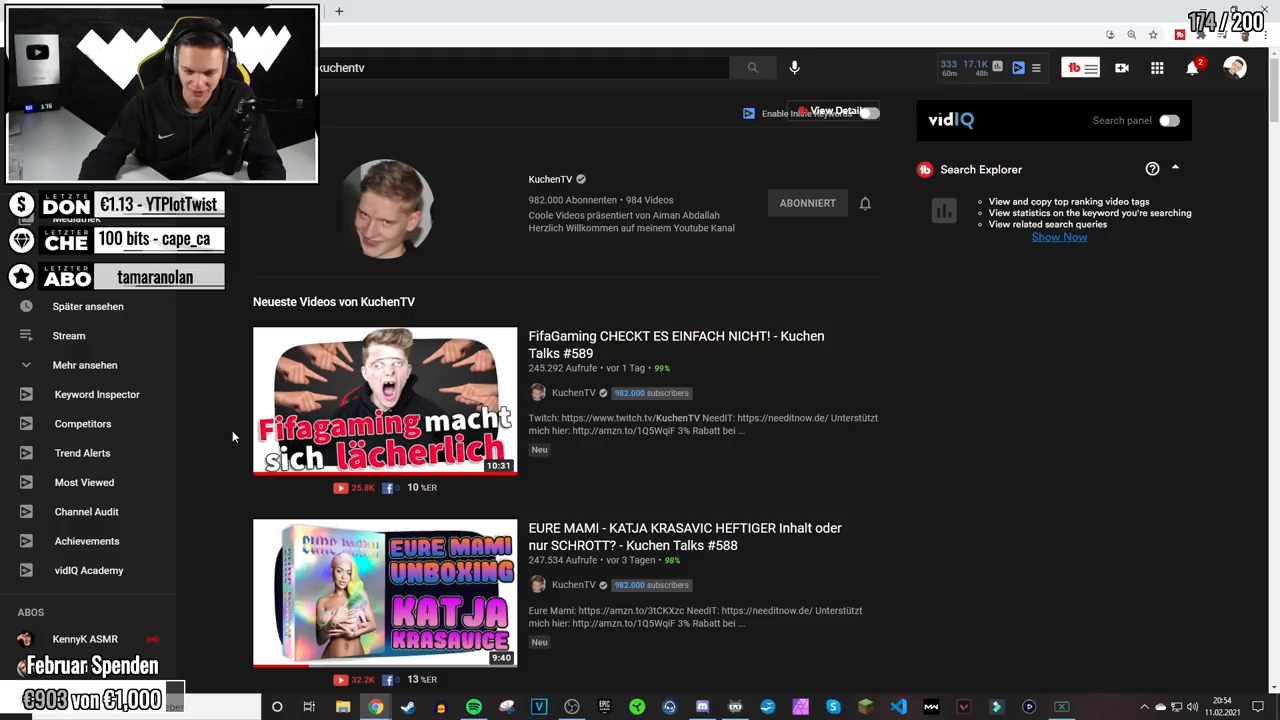 174 / 200
kuchentv
333
60m
17.1K
48h
2
Enable Inline Keywords
View Details
vidIQ
Search panel
Search Explorer
View and copy top ranking video tags
View statistics on the keyword you're searching
View related search queries
Show Now
KuchenTV
982.000 Abonnenten • 984 Videos
Coole Videos präsentiert von Aiman Abdallah
Herzlich Willkommen auf meinem Youtube Kanal
ABONNIERT
LETZTE
DON
€1.13 - YTPlotTwist
Mediathek
LETZTER
CHE
100 bits - cape_ca
LETZTER
ABO
tamaranolan
Später ansehen
Stream
Mehr ansehen
Keyword Inspector
Competitors
Trend Alerts
Most Viewed
Channel Audit
Achievements
vidIQ Academy
ABOS
KennyK ASMR
Februar Spenden
€903 von €1,000
Neueste Videos von KuchenTV
Fifagaming macht
sich lächerlich
10:31
FifaGaming CHECKT ES EINFACH NICHT! - Kuchen
Talks #589
245.292 Aufrufe • vor 1 Tag • 99%
KuchenTV 982.000 subscribers
Twitch: https://www.twitch.tv/KuchenTV NeedIT: https://needitnow.de/ Unterstützt
mich hier: http://amzn.to/1Q5WqiF 3% Rabatt bei ...
Neu
25.8K 0 10 %ER
EURE MAMI
EURE MAMI
UNBOXING
KATJA
KRASAVICE
9:40
EURE MAMI - KATJA KRASAVIC HEFTIGER Inhalt oder
nur SCHROTT? - Kuchen Talks #588
247.534 Aufrufe • vor 3 Tagen • 98%
KuchenTV 982.000 subscribers
Eure Mami: https://amzn.to/3tCKXzc NeedIT: https://needitnow.de/ Unterstützt
mich hier: http://amzn.to/1Q5WqiF 3% Rabatt bei ...
Neu
32.2K 0 13 %ER
20:54
11.02.2021